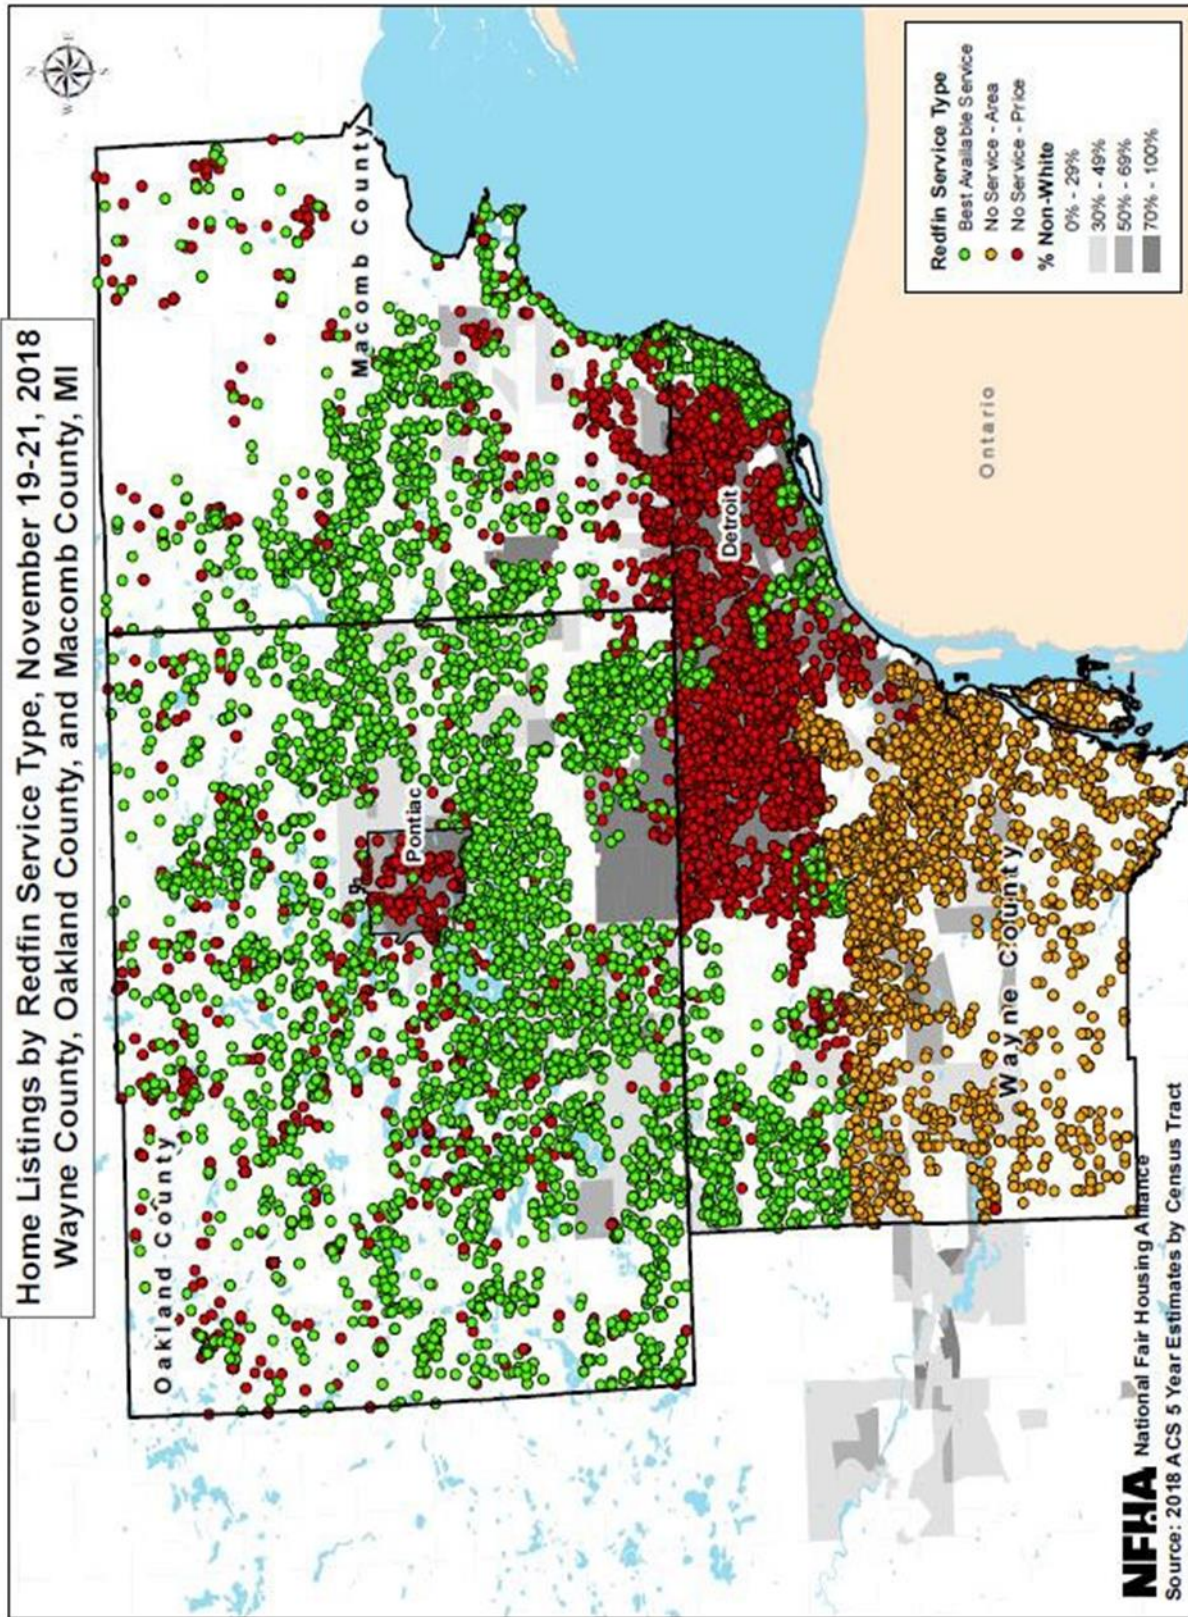 Home Listings by Redfin Service Type, November 19-21, 2018
Wayne County, Oakland County, and Macomb County, MI
N
E
S
W
Oakland County
Macomb County
Pontiac
Detroit
Wayne County
Ontario
Redfin Service Type
Best Available Service
No Service - Area
No Service - Price
% Non-White
0% - 29%
30% - 49%
50% - 69%
70% - 100%
NFHA National Fair Housing Alliance
Source: 2018 ACS 5 Year Estimates by Census Tract